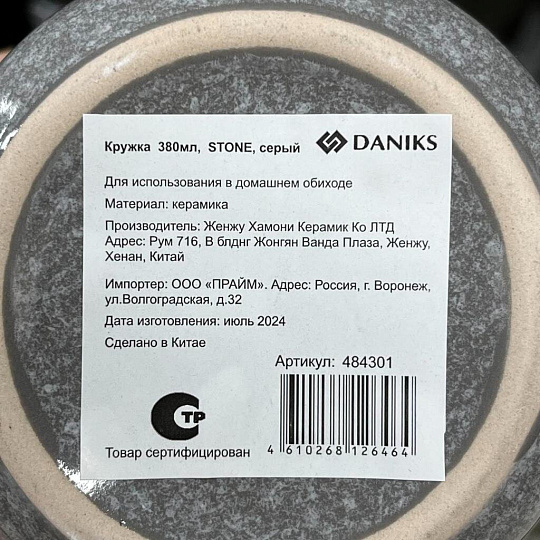 Кружка 380мл, STONE, серый
DANIKS
Для использования в домашнем обиходе
Материал: керамика
Производитель: Женжу Хамони Керамик Ко ЛТД
Адрес: Рум 716, В блднг Жонгян Ванда Плаза, Женжу,
Хенан, Китай
Импортер: ООО «ПРАЙМ». Адрес: Россия, г. Воронеж,
ул.Волгоградская, д.32
Дата изготовления: июль 2024
Сделано в Китае
Артикул: 484301
СТР
Товар сертифицирован
4 610268 126464